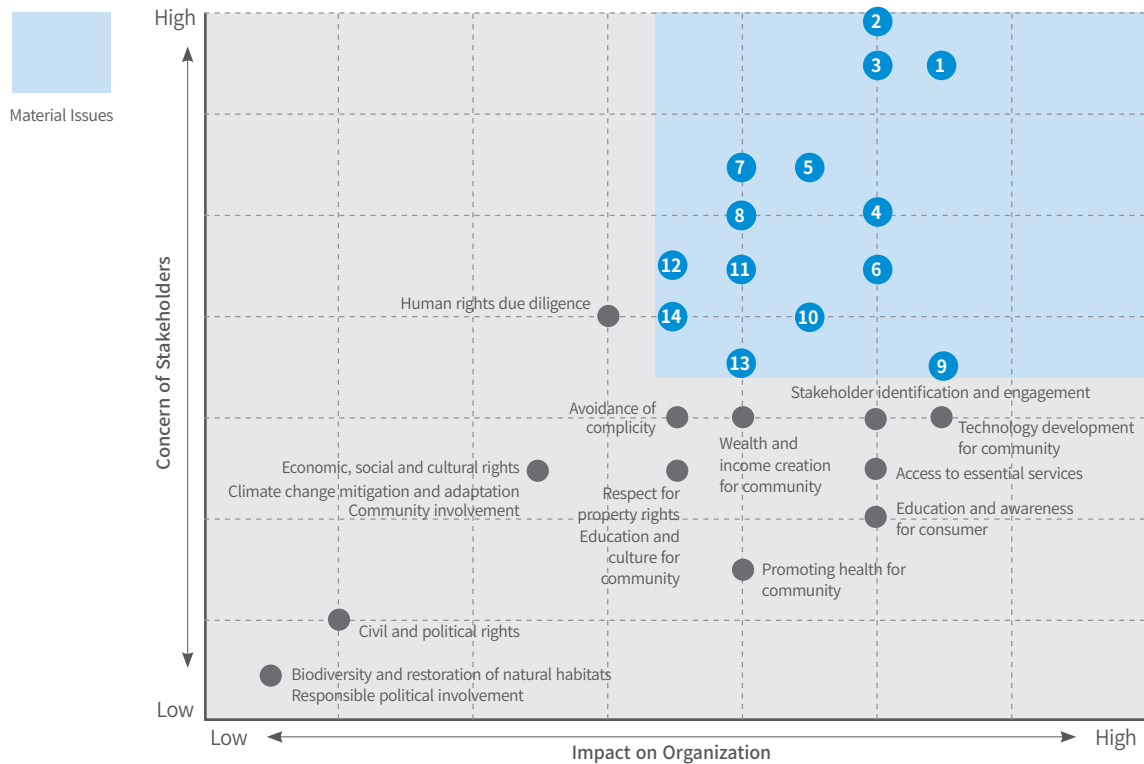 High
Material Issues
2
3
1
7
5
8
4
12
11
6
Human rights due diligence
14
10
13
9
Concern of Stakeholders
Stakeholder identification and engagement
Avoidance of
complicity
Wealth and
income creation
for community
Technology development
for community
Economic, social and cultural rights
Climate change mitigation and adaptation
Community involvement
Respect for
property rights
Education and
culture for
community
Access to essential services
Education and awareness
for consumer
Promoting health for
community
Civil and political rights
Biodiversity and restoration of natural habitats
Responsible political involvement
Low
Low
High
Impact on Organization